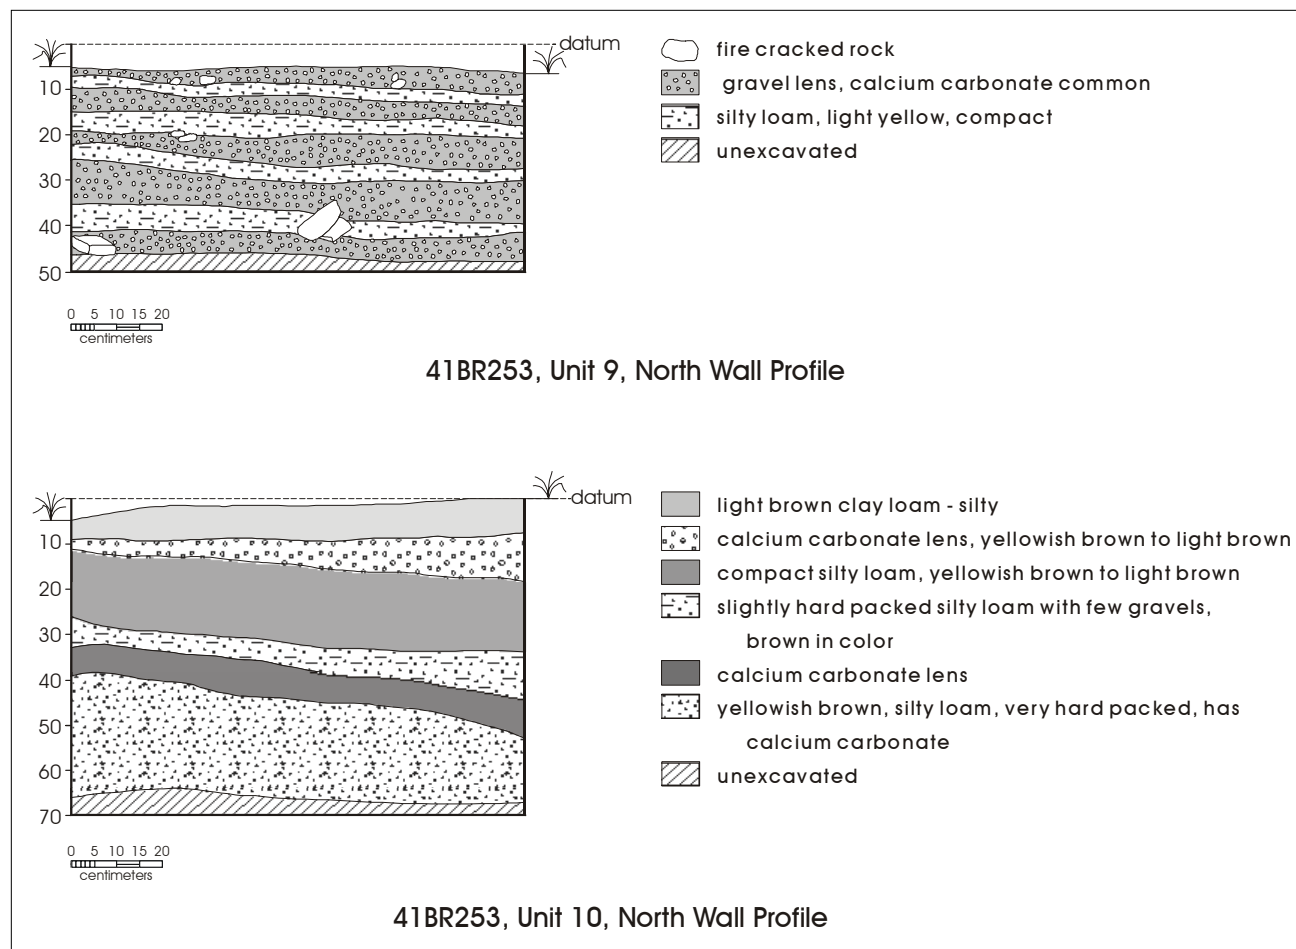 datum
10
20
30
40
50
0 5 10 15 20
centimeters
fire cracked rock
gravel lens, calcium carbonate common
silty loam, light yellow, compact
unexcavated
41BR253, Unit 9, North Wall Profile
datum
10
20
30
40
50
60
70
0 5 10 15 20
centimeters
light brown clay loam - silty
calcium carbonate lens, yellowish brown to light brown
compact silty loam, yellowish brown to light brown
slightly hard packed silty loam with few gravels,
brown in color
calcium carbonate lens
yellowish brown, silty loam, very hard packed, has
calcium carbonate
unexcavated
41BR253, Unit 10, North Wall Profile